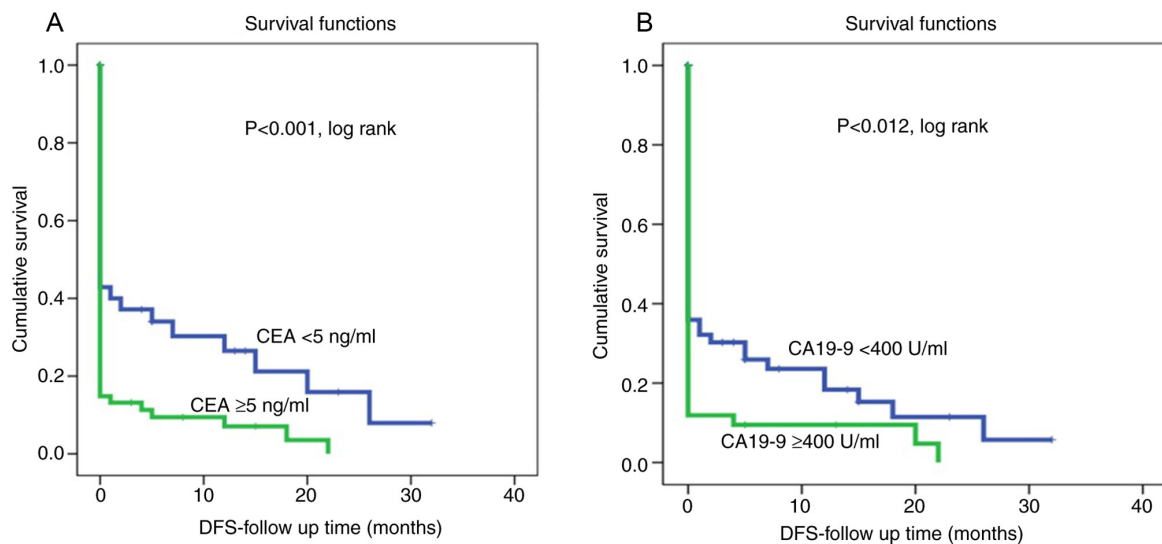 A
Survival functions
1.0
0.8
0.6
0.4
0.2
0.0
Cumulative survival
P<0.001, log rank
CEA <5 ng/ml
CEA ≥5 ng/ml
0 10 20 30 40
DFS-follow up time (months)
B
Survival functions
1.0
0.8
0.6
0.4
0.2
0.0
Cumulative survival
P<0.012, log rank
CA19-9 <400 U/ml
CA19-9 ≥400 U/ml
0 10 20 30 40
DFS-follow up time (months)